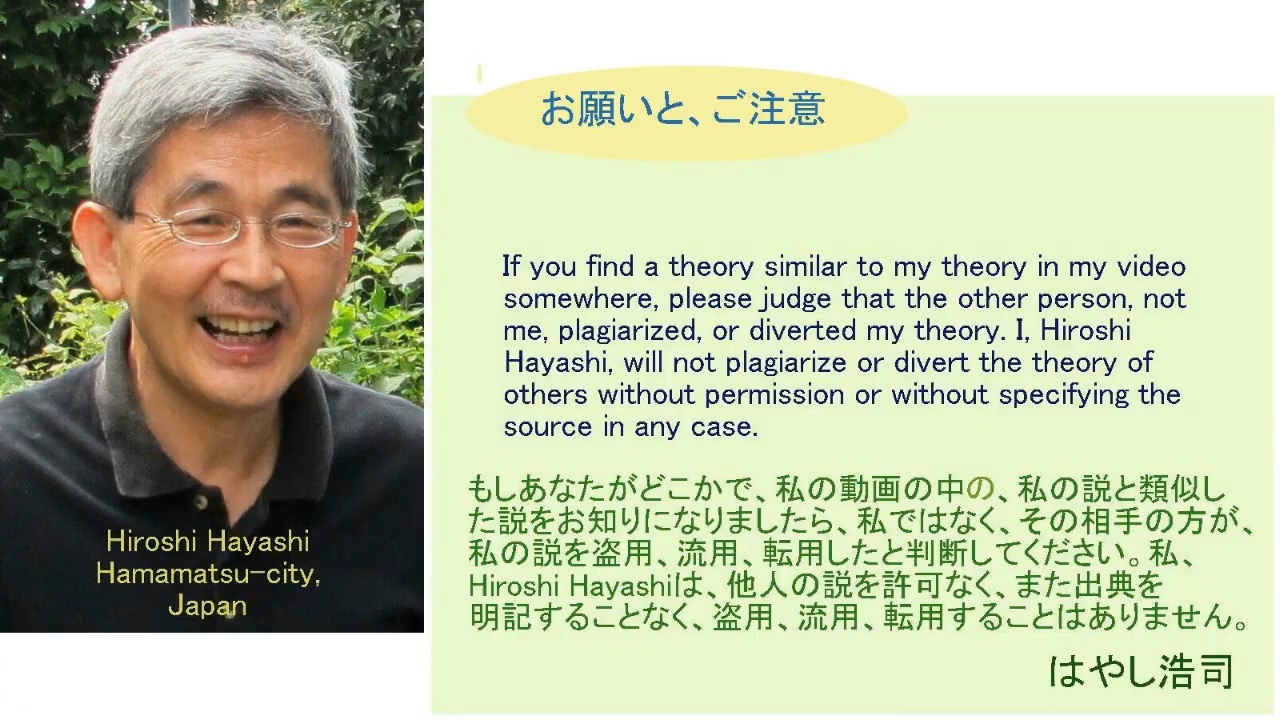 お願いと、ご注意
If you find a theory similar to my theory in my video
somewhere, please judge that the other person, not
me, plagiarized, or diverted my theory. I, Hiroshi
Hayashi, will not plagiarize or divert the theory of
others without permission or without specifying the
source in any case.
もしあなたがどこかで、私の動画の中の、私の説と類似し
た説をお知りになりましたら、私ではなく、その相手の方が、
私の説を盗用、流用、転用したと判断してください。私、
Hiroshi Hayashiは、他人の説を許可なく、また出典を
明記することなく、盗用、流用、転用することはありません。
はやし浩司
Hiroshi Hayashi
Hamamatsu-city,
Japan